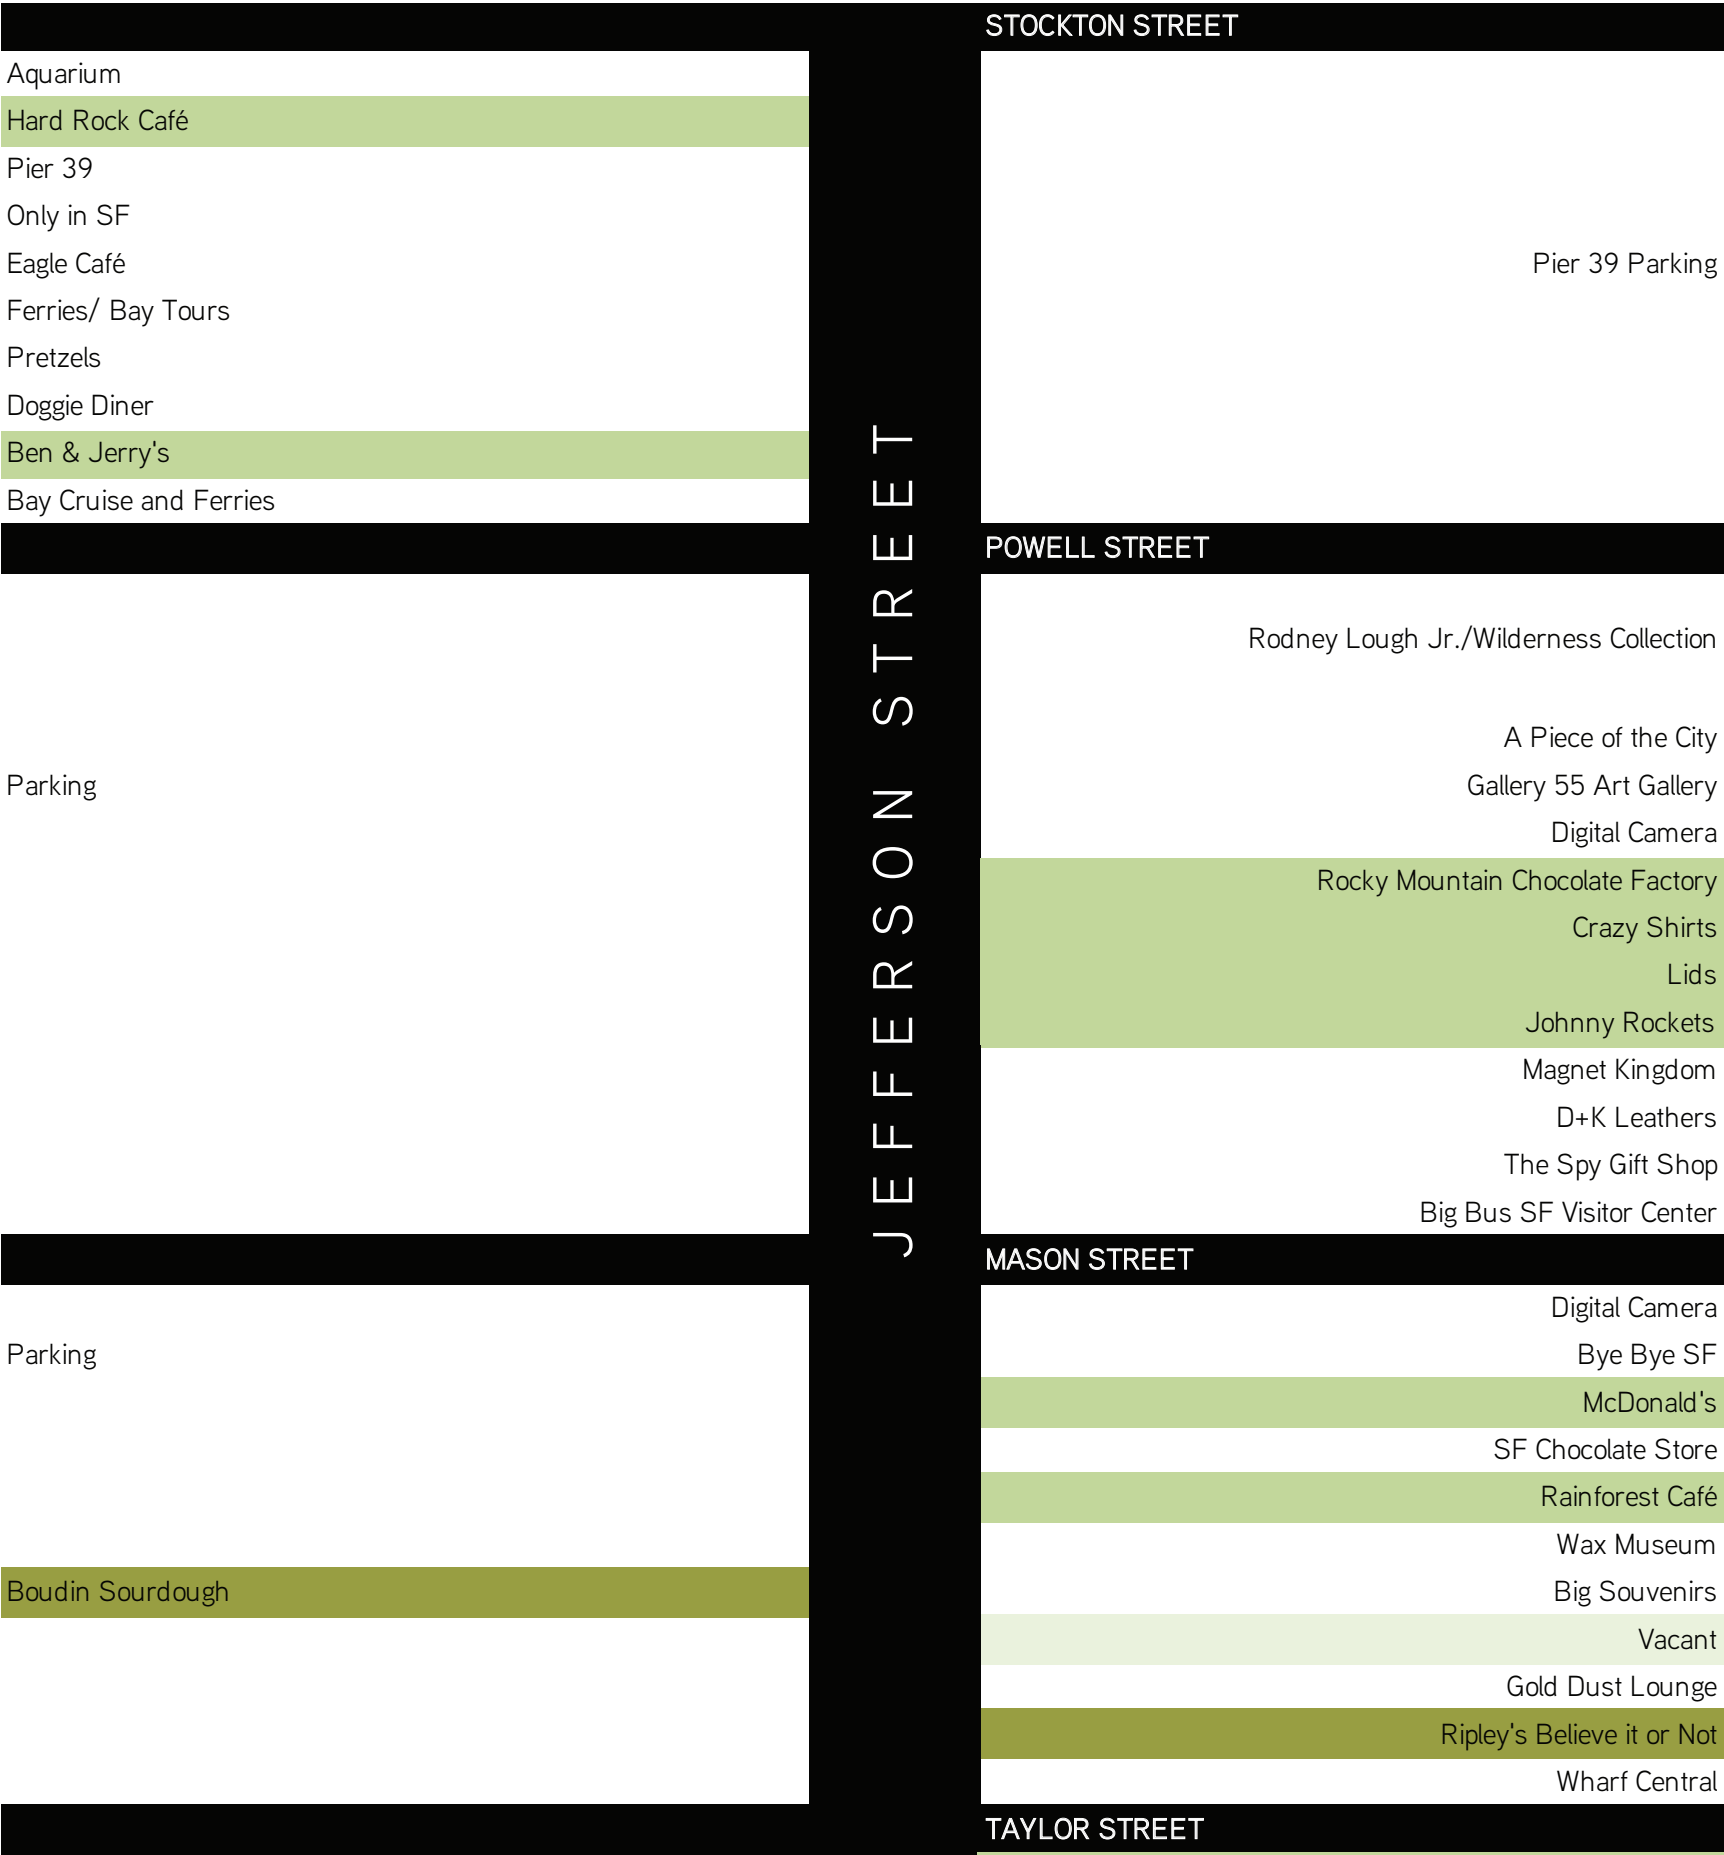 STOCKTON STREET
Aquarium
Hard Rock Café
Pier 39
Only in SF
Eagle Café
Ferries/ Bay Tours
Pretzels
Doggie Diner
Ben & Jerry's
Bay Cruise and Ferries
Pier 39 Parking
JEFFERSON STREET
POWELL STREET
Parking
Rodney Lough Jr./Wilderness Collection
A Piece of the City
Gallery 55 Art Gallery
Digital Camera
Rocky Mountain Chocolate Factory
Crazy Shirts
Lids
Johnny Rockets
Magnet Kingdom
D+K Leathers
The Spy Gift Shop
Big Bus SF Visitor Center
MASON STREET
Parking
Boudin Sourdough
Digital Camera
Bye Bye SF
McDonald's
SF Chocolate Store
Rainforest Café
Wax Museum
Big Souvenirs
Vacant
Gold Dust Lounge
Ripley's Believe it or Not
Wharf Central
TAYLOR STREET